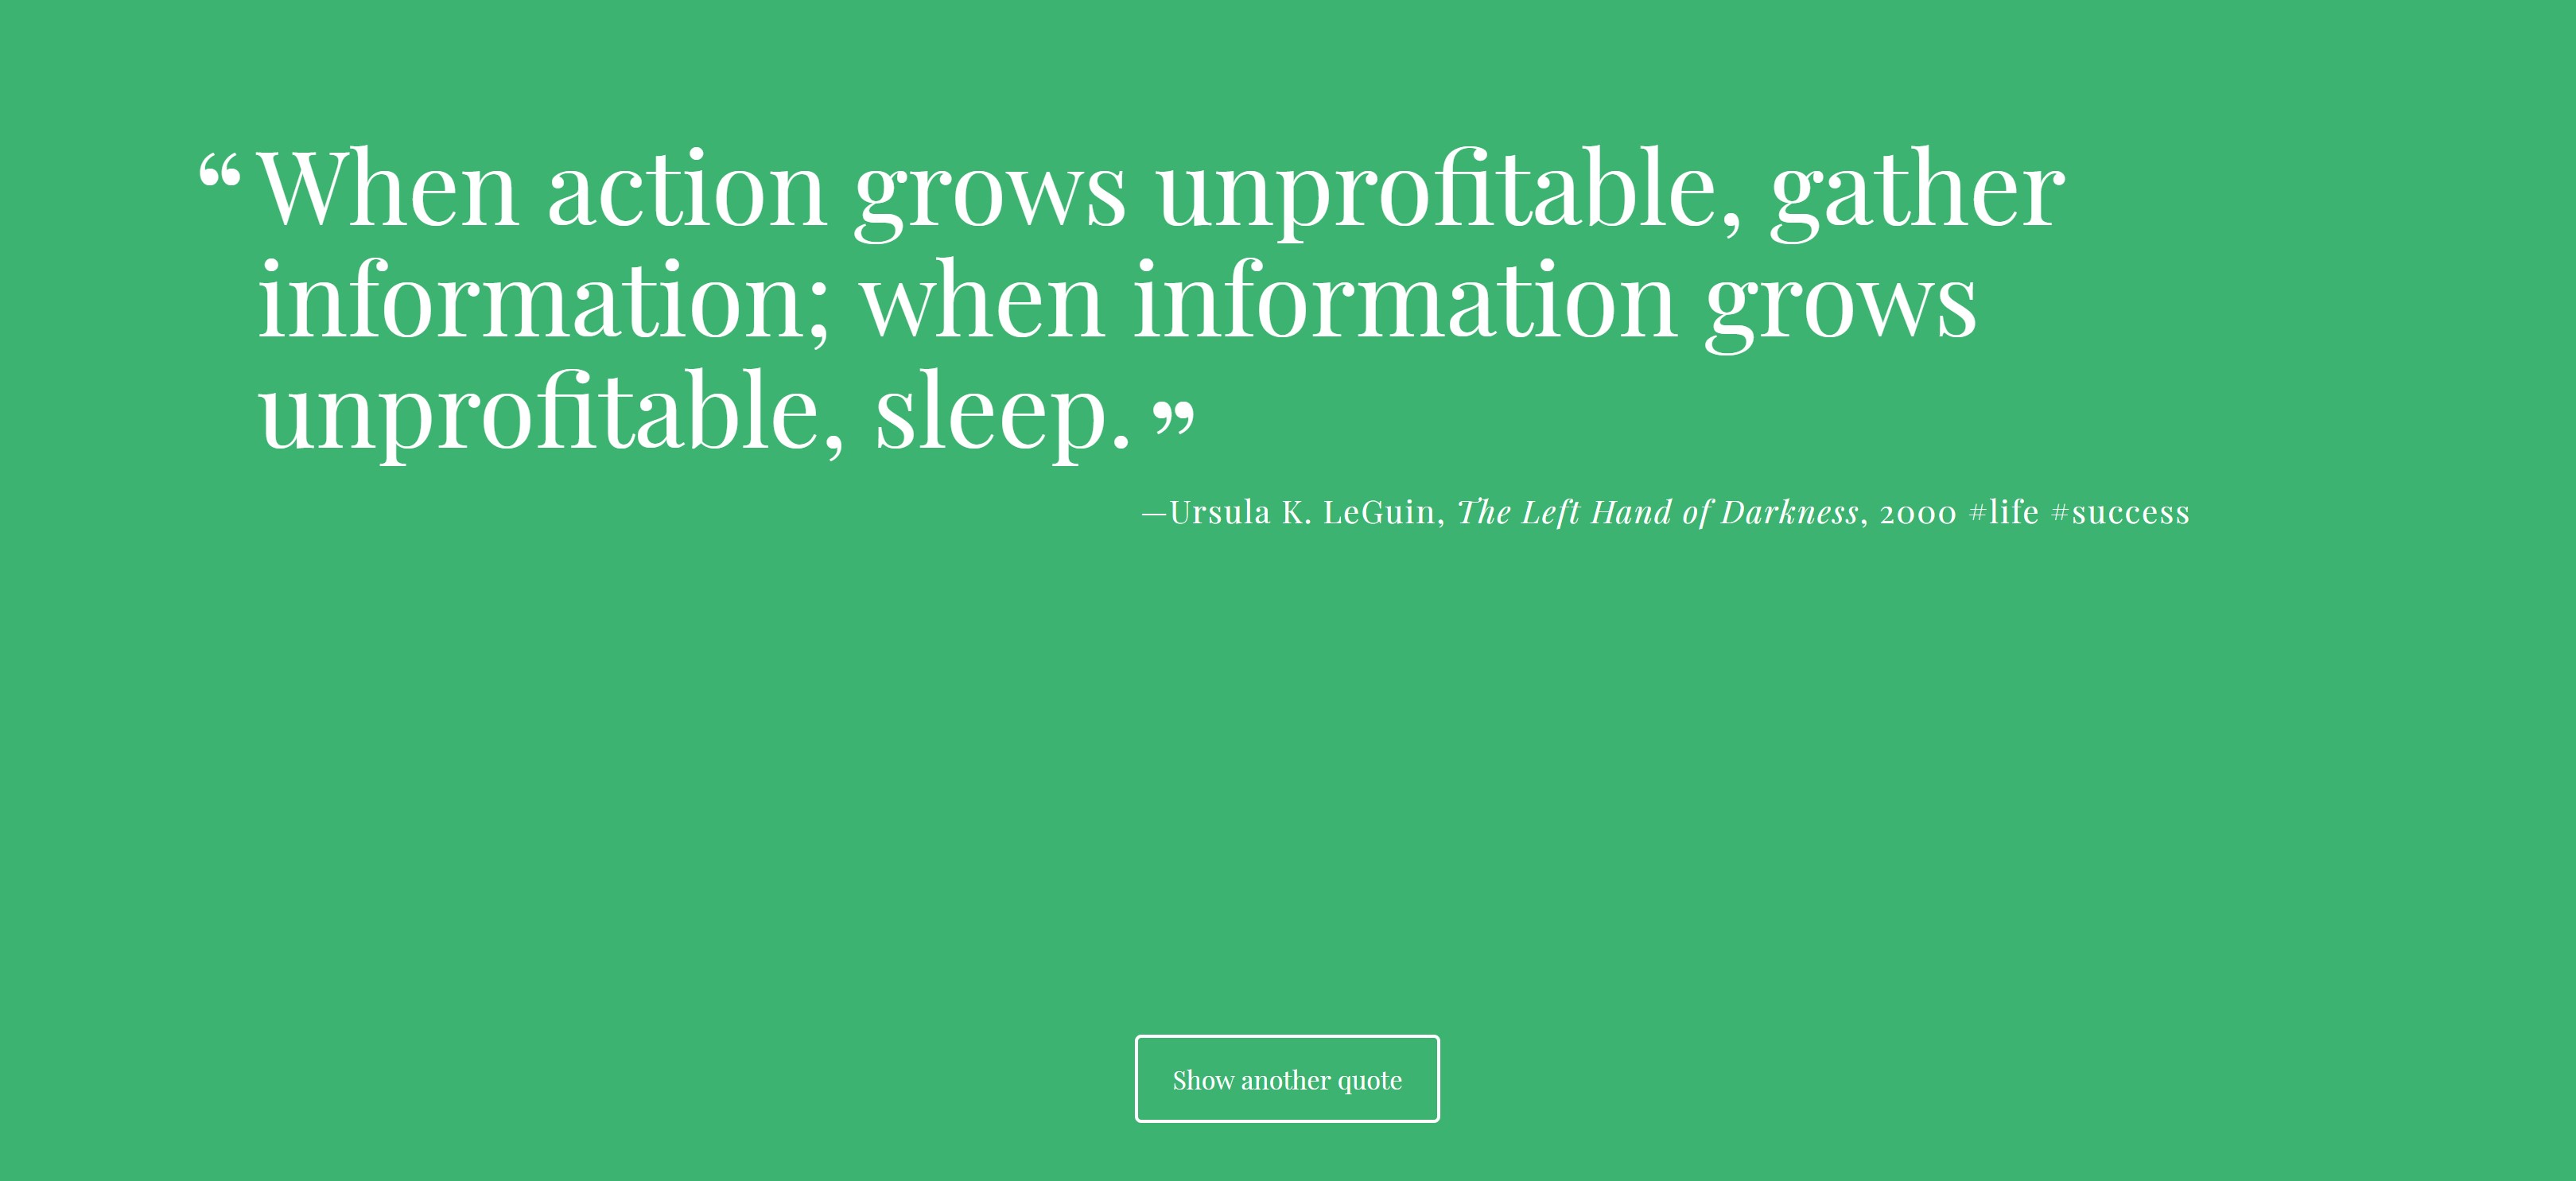 “When action grows unprofitable, gather
information; when information grows
unprofitable, sleep.”
—Ursula K. LeGuin, The Left Hand of Darkness, 2000 #life #success
Show another quote